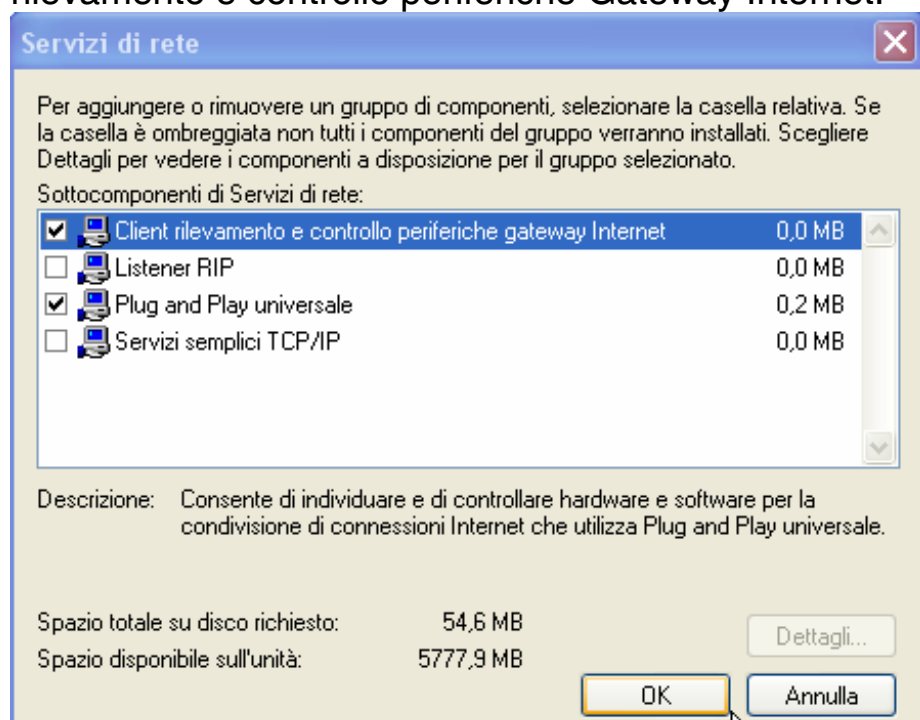 rilevamento e controllo periferiche Gateway Internet.
Servizi di rete
Per aggiungere o rimuovere un gruppo di componenti, selezionare la casella relativa. Se
la casella è ombreggiata non tutti i componenti del gruppo verranno installati. Scegliere
Dettagli per vedere i componenti a disposizione per il gruppo selezionato.
Sottocomponenti di Servizi di rete:
Client rilevamento e controllo periferiche gateway Internet 0,0 MB
Listener RIP 0,0 MB
Plug and Play universale 0,2 MB
Servizi semplici TCP/IP 0,0 MB
Descrizione: Consente di individuare e di controllare hardware e software per la
condivisione di connessioni Internet che utilizza Plug and Play universale.
Spazio totale su disco richiesto: 54,6 MB
Dettagli...
Spazio disponibile sull'unità: 5777,9 MB
OK Annulla